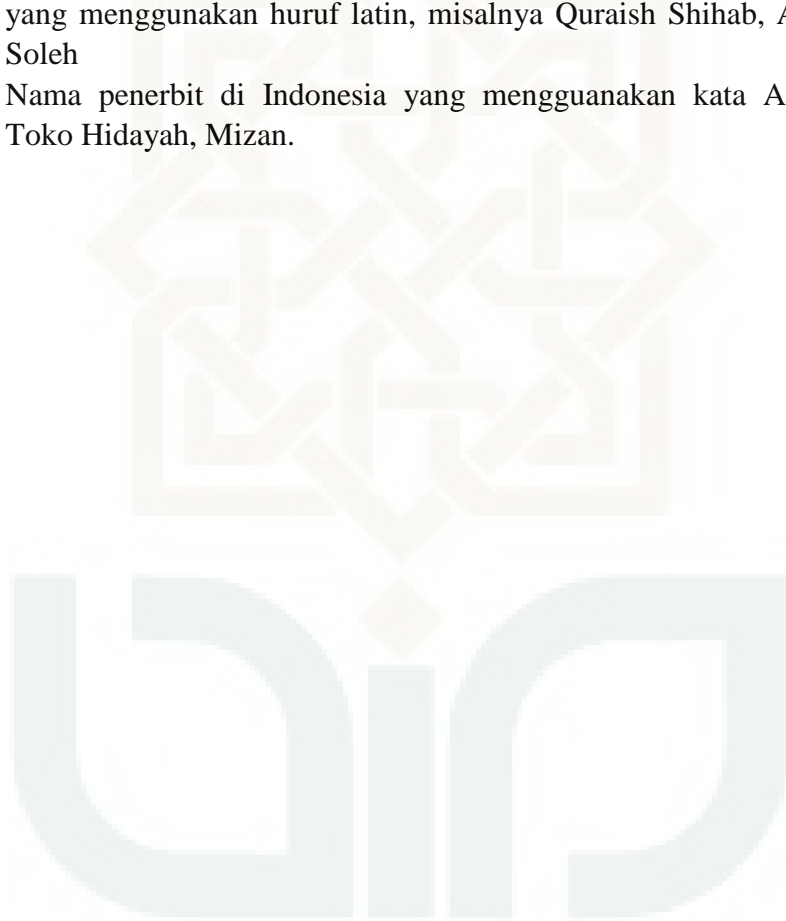 yang menggunakan huruf latin, misalnya Quraish Shihab, A
Soleh
Nama penerbit di Indonesia yang mengguanakan kata A
Toko Hidayah, Mizan.